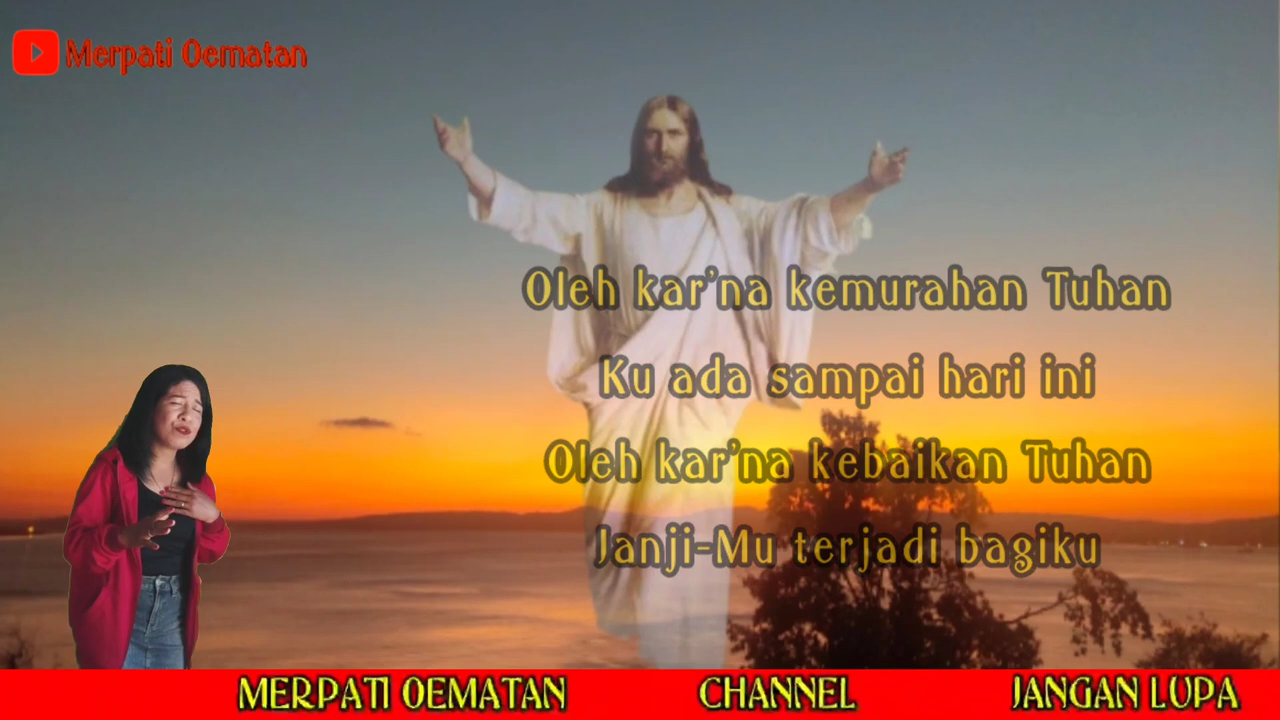 Merpati Oematan
Oleh kar'na kemurahan Tuhan
Ku ada sampai hari ini
Oleh kar'na kebaikan Tuhan
Janji-Mu terjadi bagiku
MERPATI OEMATAN CHANNEL JANGAN LUPA